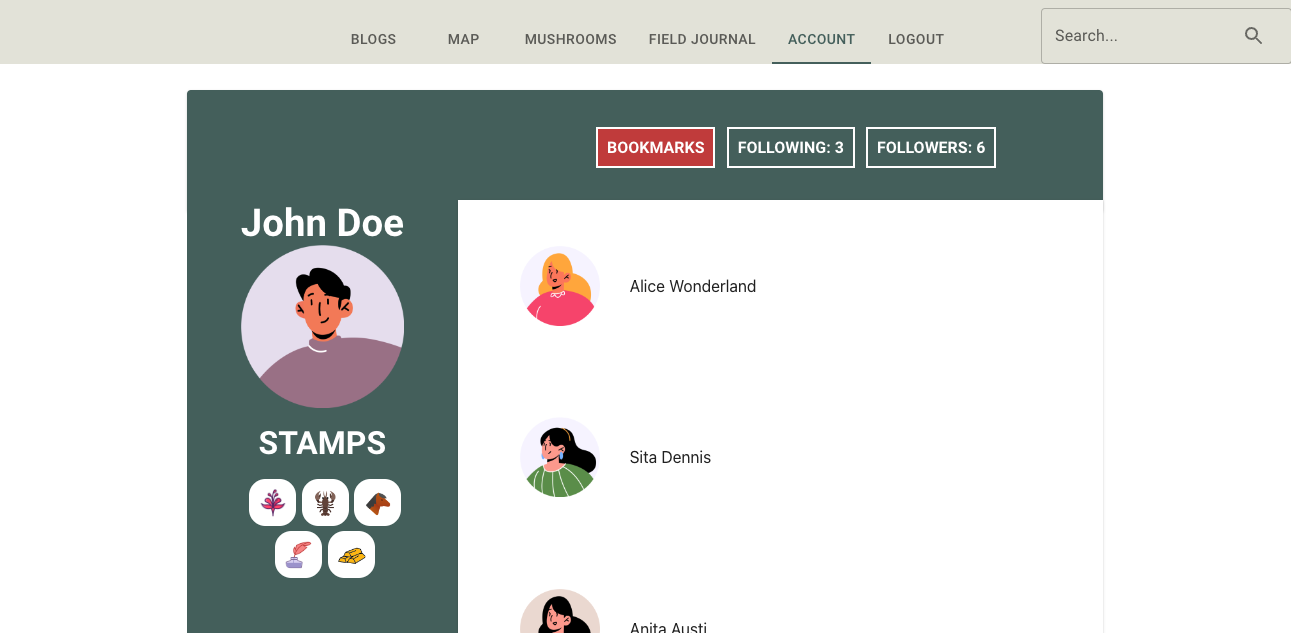 BLOGS MAP MUSHROOMS FIELD JOURNAL ACCOUNT LOGOUT Search...
BOOKMARKS FOLLOWING: 3 FOLLOWERS: 6
John Doe
Alice Wonderland
STAMPS
Sita Dennis
Anita Austi